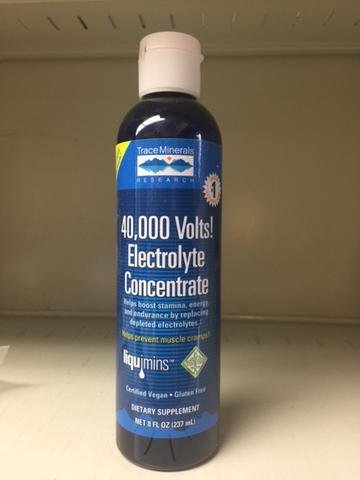 Trace Minerals
RESEARCH
#1
40,000 Volts!
Electrolyte
Concentrate
Helps boost stamina, energy,
and endurance by replacing
depleted electrolytes.
Helps prevent muscle cramps
liquimins™
Certified Vegan • Gluten Free
DIETARY SUPPLEMENT
NET 8 FL OZ (237 mL)